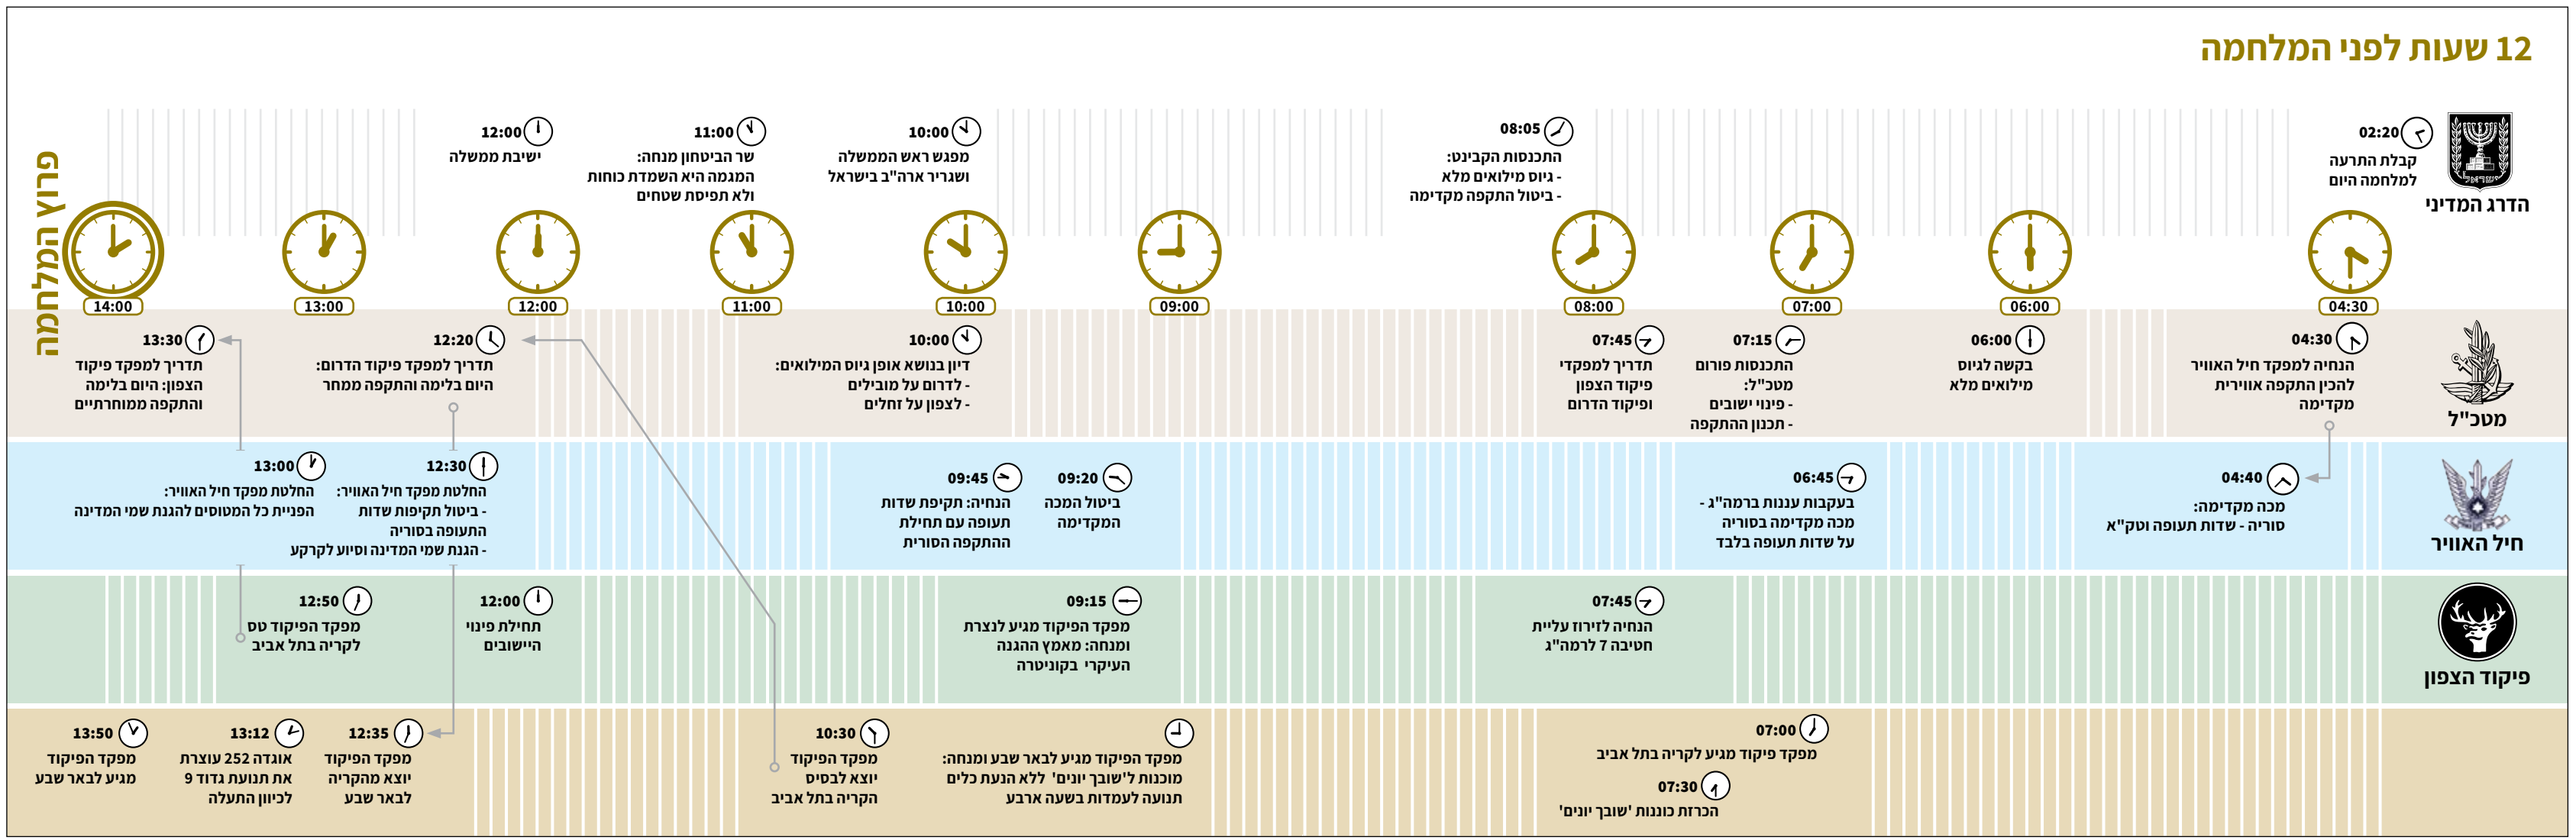 12 שעות לפני המלחמה
פרוץ המלחמה
הדרג המדיני
02:20
קבלת התרעה
למלחמה היום
08:05
התכנסות הקבינט:
- גיוס מילואים מלא
- ביטול התקפה מקדימה
10:00
מפגש ראש הממשלה
ושגריר ארה"ב בישראל
11:00
שר הביטחון מנחה:
המגמה היא השמדת כוחות
ולא תפיסת שטחים
12:00
ישיבת ממשלה
04:30
06:00
07:00
08:00
09:00
10:00
11:00
12:00
13:00
14:00
מטכ"ל
04:30
הנחיה למפקד חיל האוויר
להכין התקפה אווירית
מקדימה
06:00
בקשה לגיוס
מילואים מלא
07:15
התכנסות פורום
מטכ"ל:
- פינוי ישובים
- תכנון ההתקפה
07:45
תדריך למפקדי
פיקוד הצפון
ופיקוד הדרום
10:00
דיון בנושא אופן גיוס המילואים:
- לדרום על מובילים
- לצפון על זחלים
12:20
תדריך למפקד פיקוד הדרום:
היום בלימה והתקפה ממחר
13:30
תדריך למפקד פיקוד
הצפון: היום בלימה
והתקפה ממוחרתיים
חיל האוויר
04:40
מכה מקדימה:
סוריה - שדות תעופה וטק"א
06:45
בעקבות עננות ברמה"ג -
מכה מקדימה בסוריה
על שדות תעופה בלבד
09:20
ביטול המכה
המקדימה
09:45
הנחיה: תקיפת שדות
תעופה עם תחילת
ההתקפה הסורית
12:30
החלטת מפקד חיל האוויר:
- ביטול תקיפות שדות
התעופה בסוריה
- הגנת שמי המדינה וסיוע לקרקע
13:00
החלטת מפקד חיל האוויר:
הפניית כל המטוסים להגנת שמי המדינה
פיקוד הצפון
07:45
הנחיה לזירוז עליית
חטיבה 7 לרמה"ג
09:15
מפקד הפיקוד מגיע לנצרת
ומנחה: מאמץ ההגנה
העיקרי בקוניטרה
12:00
תחילת פינוי
היישובים
12:50
מפקד הפיקוד טס
לקריה בתל אביב
07:00
מפקד פיקוד מגיע לקריה בתל אביב
07:30
הכרזת כוננות 'שובך יונים'
מפקד הפיקוד מגיע לבאר שבע ומנחה:
מוכנות ל'שובך יונים' ללא הנעת כלים
תנועה לעמדות בשעה ארבע
10:30
מפקד הפיקוד
יוצא לבסיס
הקריה בתל אביב
12:35
מפקד הפיקוד
יוצא מהקריה
לבאר שבע
13:12
אוגדה 252 עוצרת
את תנועת גדוד 9
לכיוון התעלה
13:50
מפקד הפיקוד
מגיע לבאר שבע